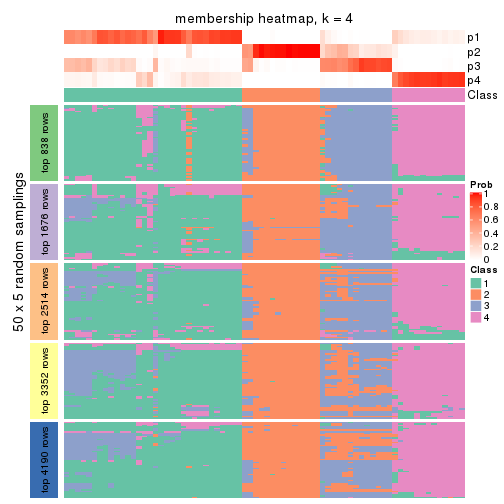 membership heatmap, k = 4
p1
p2
p3
p4
Class
50 x 5 random samplings
top 838 rows
top 1676 rows
top 2514 rows
top 3352 rows
top 4190 rows
Prob
1
0.8
0.6
0.4
0.2
0
Class
1
2
3
4